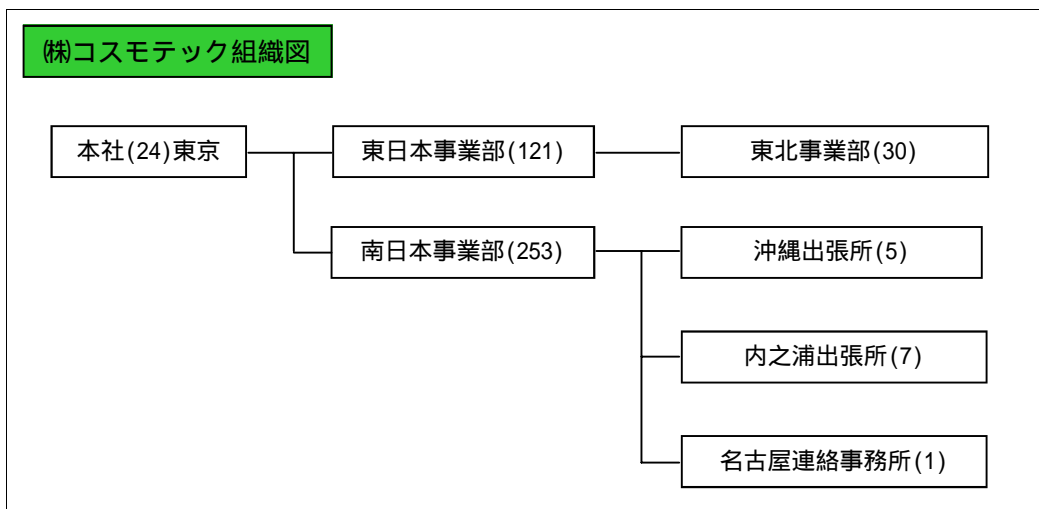 ㈱コスモテック組織図
本社(24)東京
東日本事業部(121)
東北事業部(30)
南日本事業部(253)
沖縄出張所(5)
内之浦出張所(7)
名古屋連絡事務所(1)